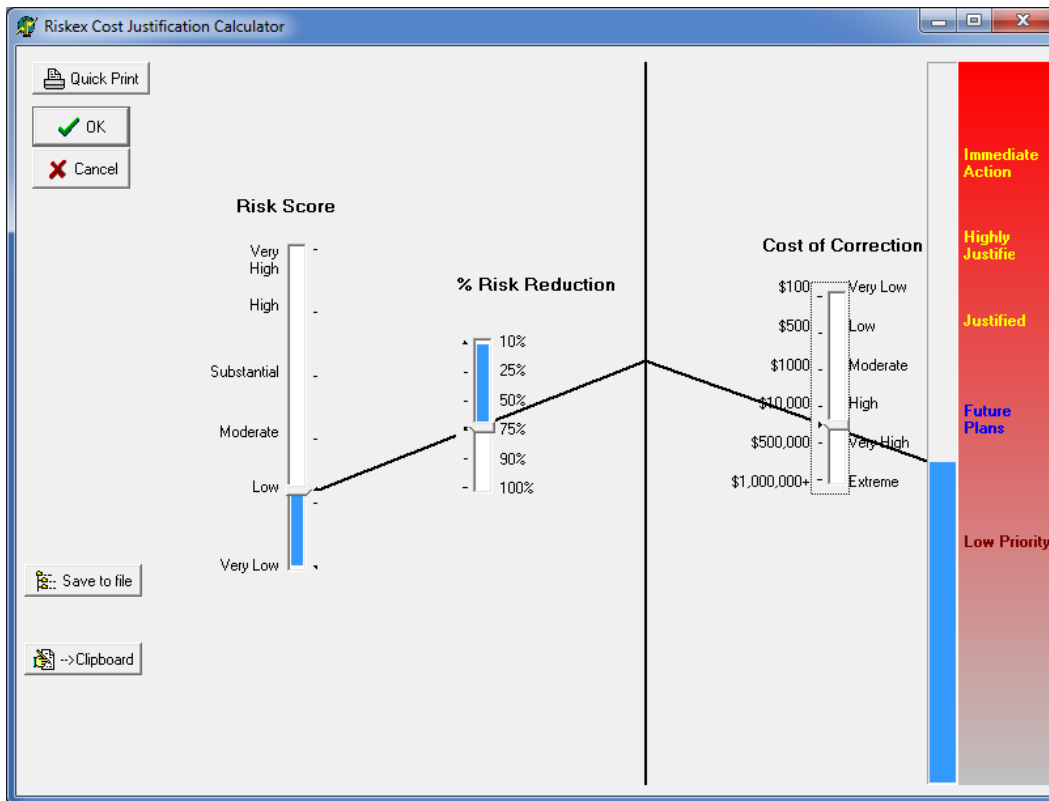 Riskex Cost Justification Calculator
Quick Print
OK
Cancel
Risk Score
Very
High
High
Substantial
Moderate
Low
Very Low
% Risk Reduction
10%
25%
50%
75%
90%
100%
Cost of Correction
$100 Very Low
$500 Low
$1000 Moderate
$10,000 High
$500,000 Very High
$1,000,000+ Extreme
Immediate
Action
Highly
Justifie
Justified
Future
Plans
Low Priority
Save to file
-->Clipboard